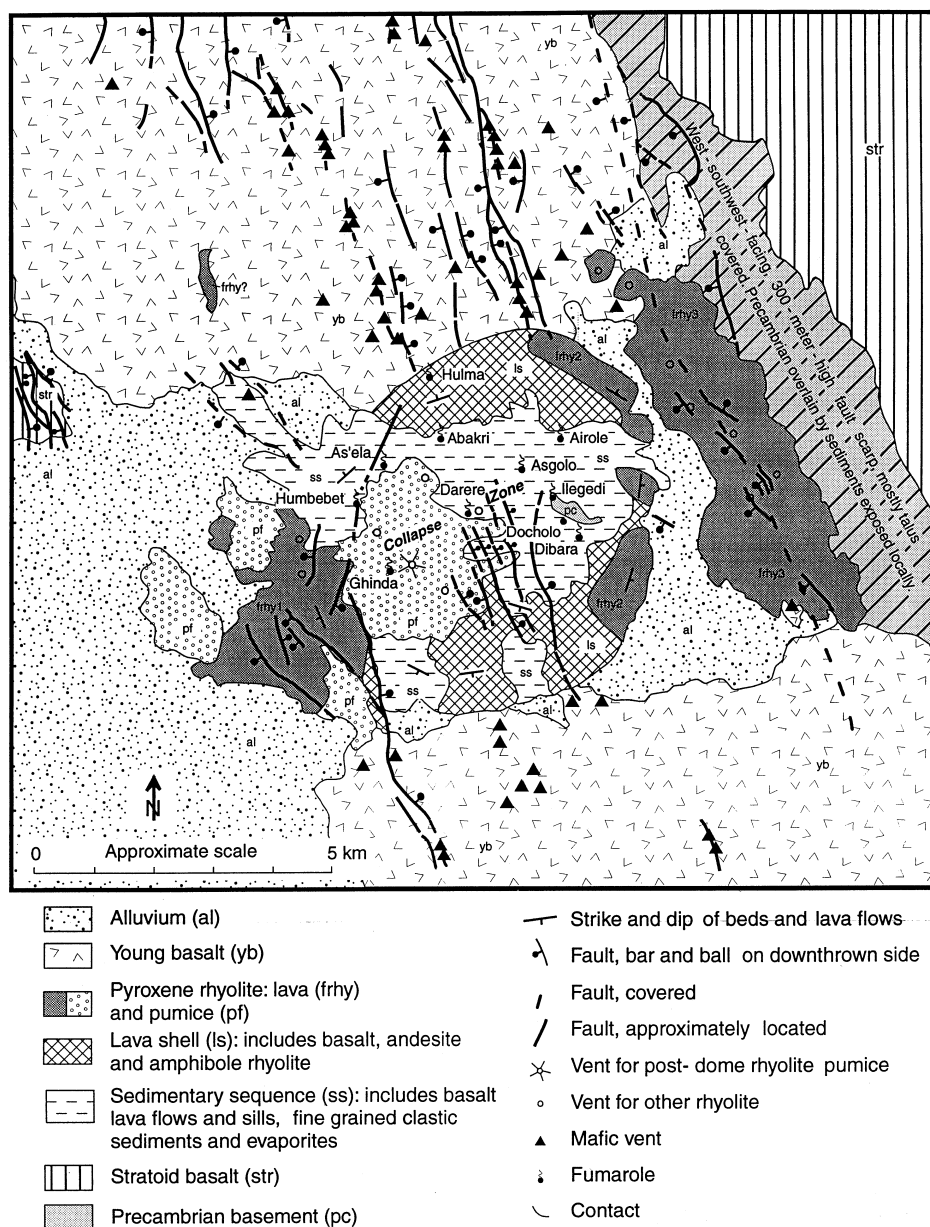 yb
str
West - southwest - facing, 300 - meter - high fault scarp, mostly talus
covered. Precambrian overlain by sediments exposed locally.
al
frhy?
frhy3
yb
al
frhy2
str
al
ls
Hulma
al
Abakri
Airole
As'ela
ss
Asgolo
ss
Humbebet
Darere
Zone
Ilegedi
pf
Collapse
pc
Docholo
Dibara
Ghinda
frhy1
frhy2
frhy3
pf
pf
al
ls
ss
ss
pf
al
al
al
yb
N
yb
0
Approximate scale
5 km
Alluvium (al)
Young basalt (yb)
Pyroxene rhyolite: lava (frhy)
and pumice (pf)
Lava shell (ls): includes basalt, andesite
and amphibole rhyolite
Sedimentary sequence (ss): includes basalt
lava flows and sills, fine grained clastic
sediments and evaporites
Stratoid basalt (str)
Precambrian basement (pc)
Strike and dip of beds and lava flows
Fault, bar and ball on downthrown side
Fault, covered
Fault, approximately located
Vent for post- dome rhyolite pumice
Vent for other rhyolite
Mafic vent
Fumarole
Contact